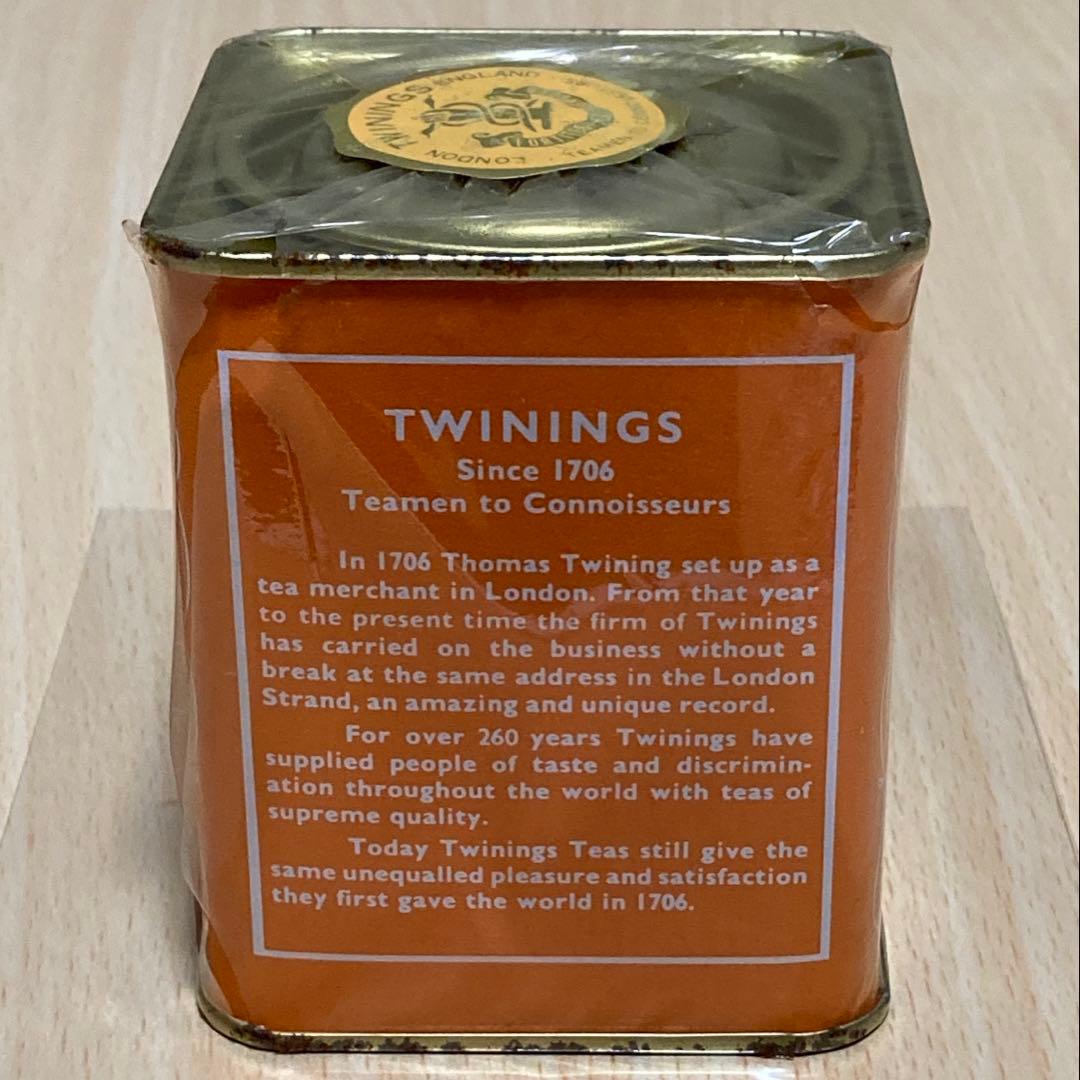 TWININGS ENGLAND
LONDON
TWININGS
Since 1706
Teamen to Connoisseurs
In 1706 Thomas Twining set up as a
tea merchant in London. From that year
to the present time the firm of Twinings
has carried on the business without a
break at the same address in the London
Strand, an amazing and unique record.
For over 260 years Twinings have
supplied people of taste and discrimin-
ation throughout the world with teas of
supreme quality.
Today Twinings Teas still give the
same unequalled pleasure and satisfaction
they first gave the world in 1706.